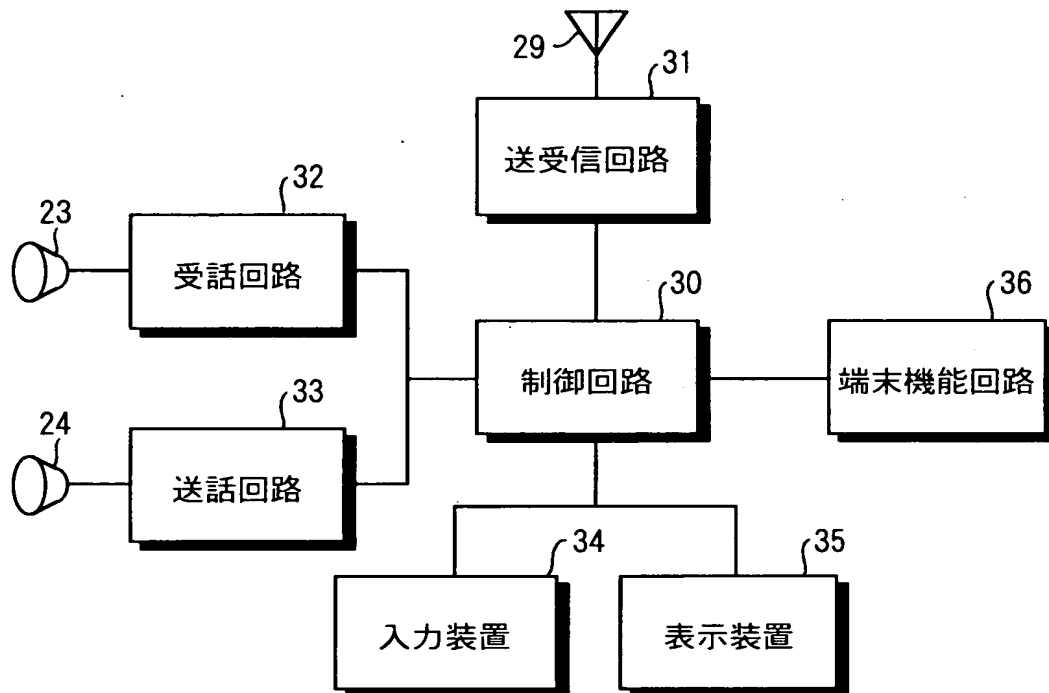 29
31
送受信回路
32
23
受話回路
30
36
制御回路
端末機能回路
33
24
送話回路
34
35
入力装置
表示装置